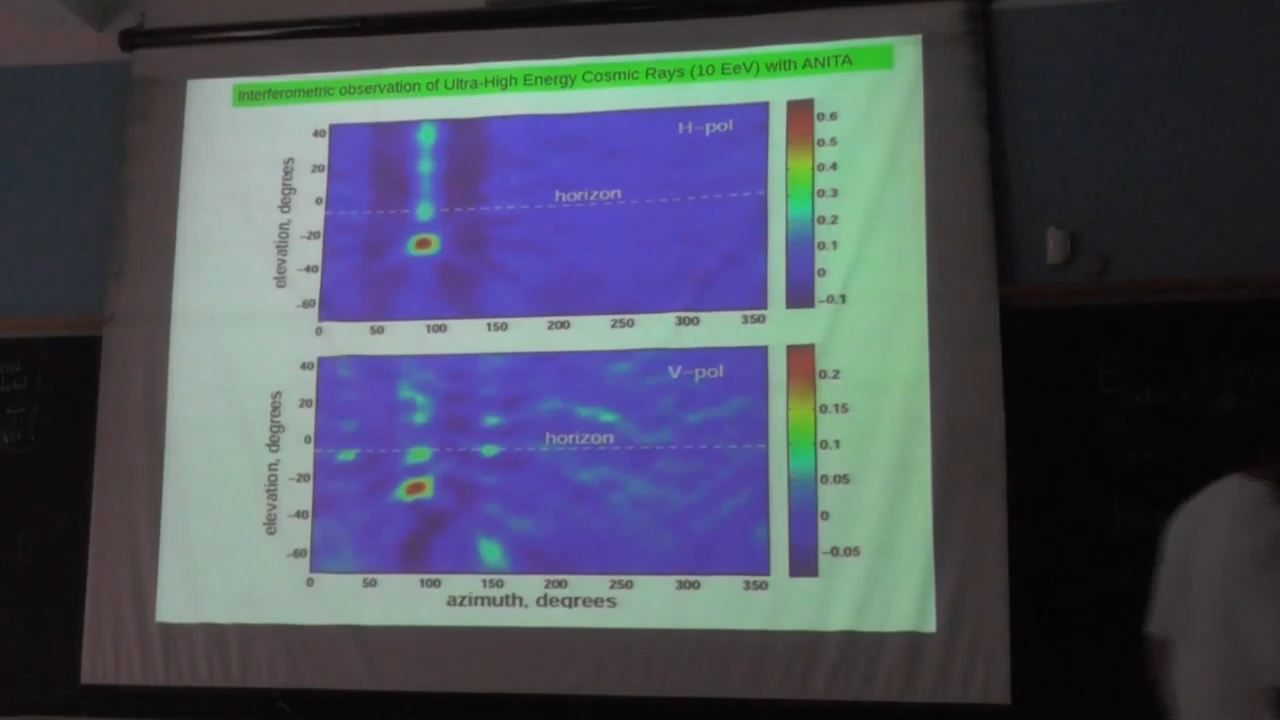 Interferometric observation of Ultra-High Energy Cosmic Rays (10 EeV) with ANITA
H-pol
horizon
elevation, degrees
40
20
0
-20
-40
-60
0 50 100 150 200 250 300 350
0.6
0.5
0.4
0.3
0.2
0.1
0
-0.1
V-pol
horizon
elevation, degrees
40
20
0
-20
-40
-60
0 50 100 150 200 250 300 350
azimuth, degrees
0.2
0.15
0.1
0.05
0
-0.05